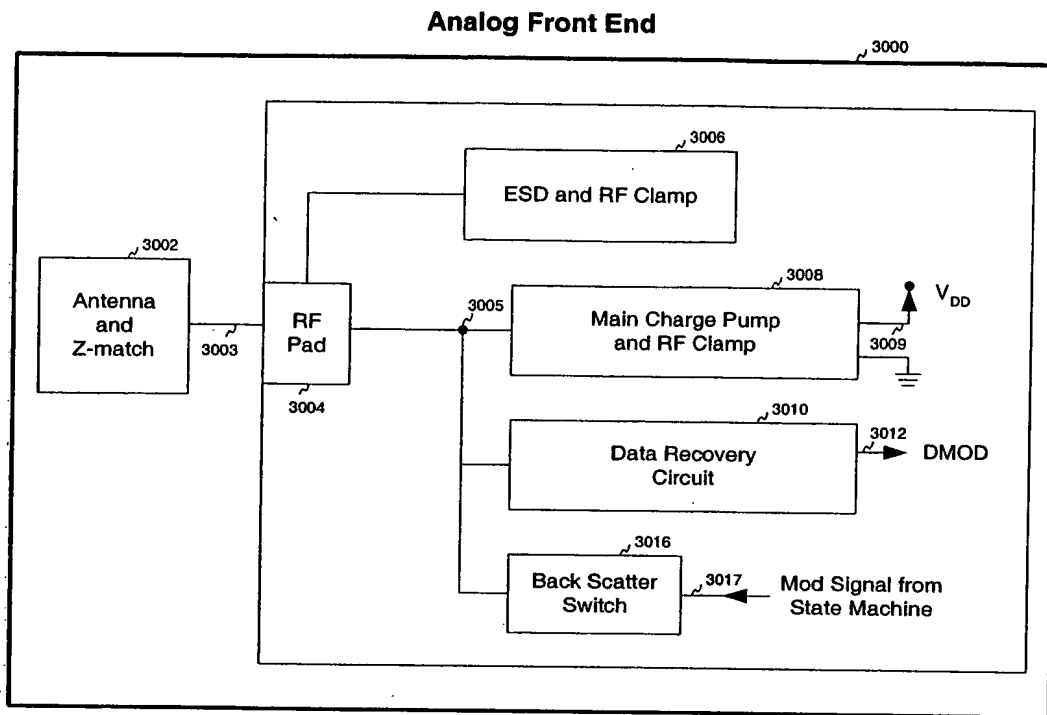 Analog Front End
3000
3006
ESD and RF Clamp
3002
Antenna
and
Z-match
3003
RF
Pad
3004
3005
3008
Main Charge Pump
and RF Clamp
VDD
3009
3010
Data Recovery
Circuit
3012
DMOD
3016
Back Scatter
Switch
3017
Mod Signal from
State Machine